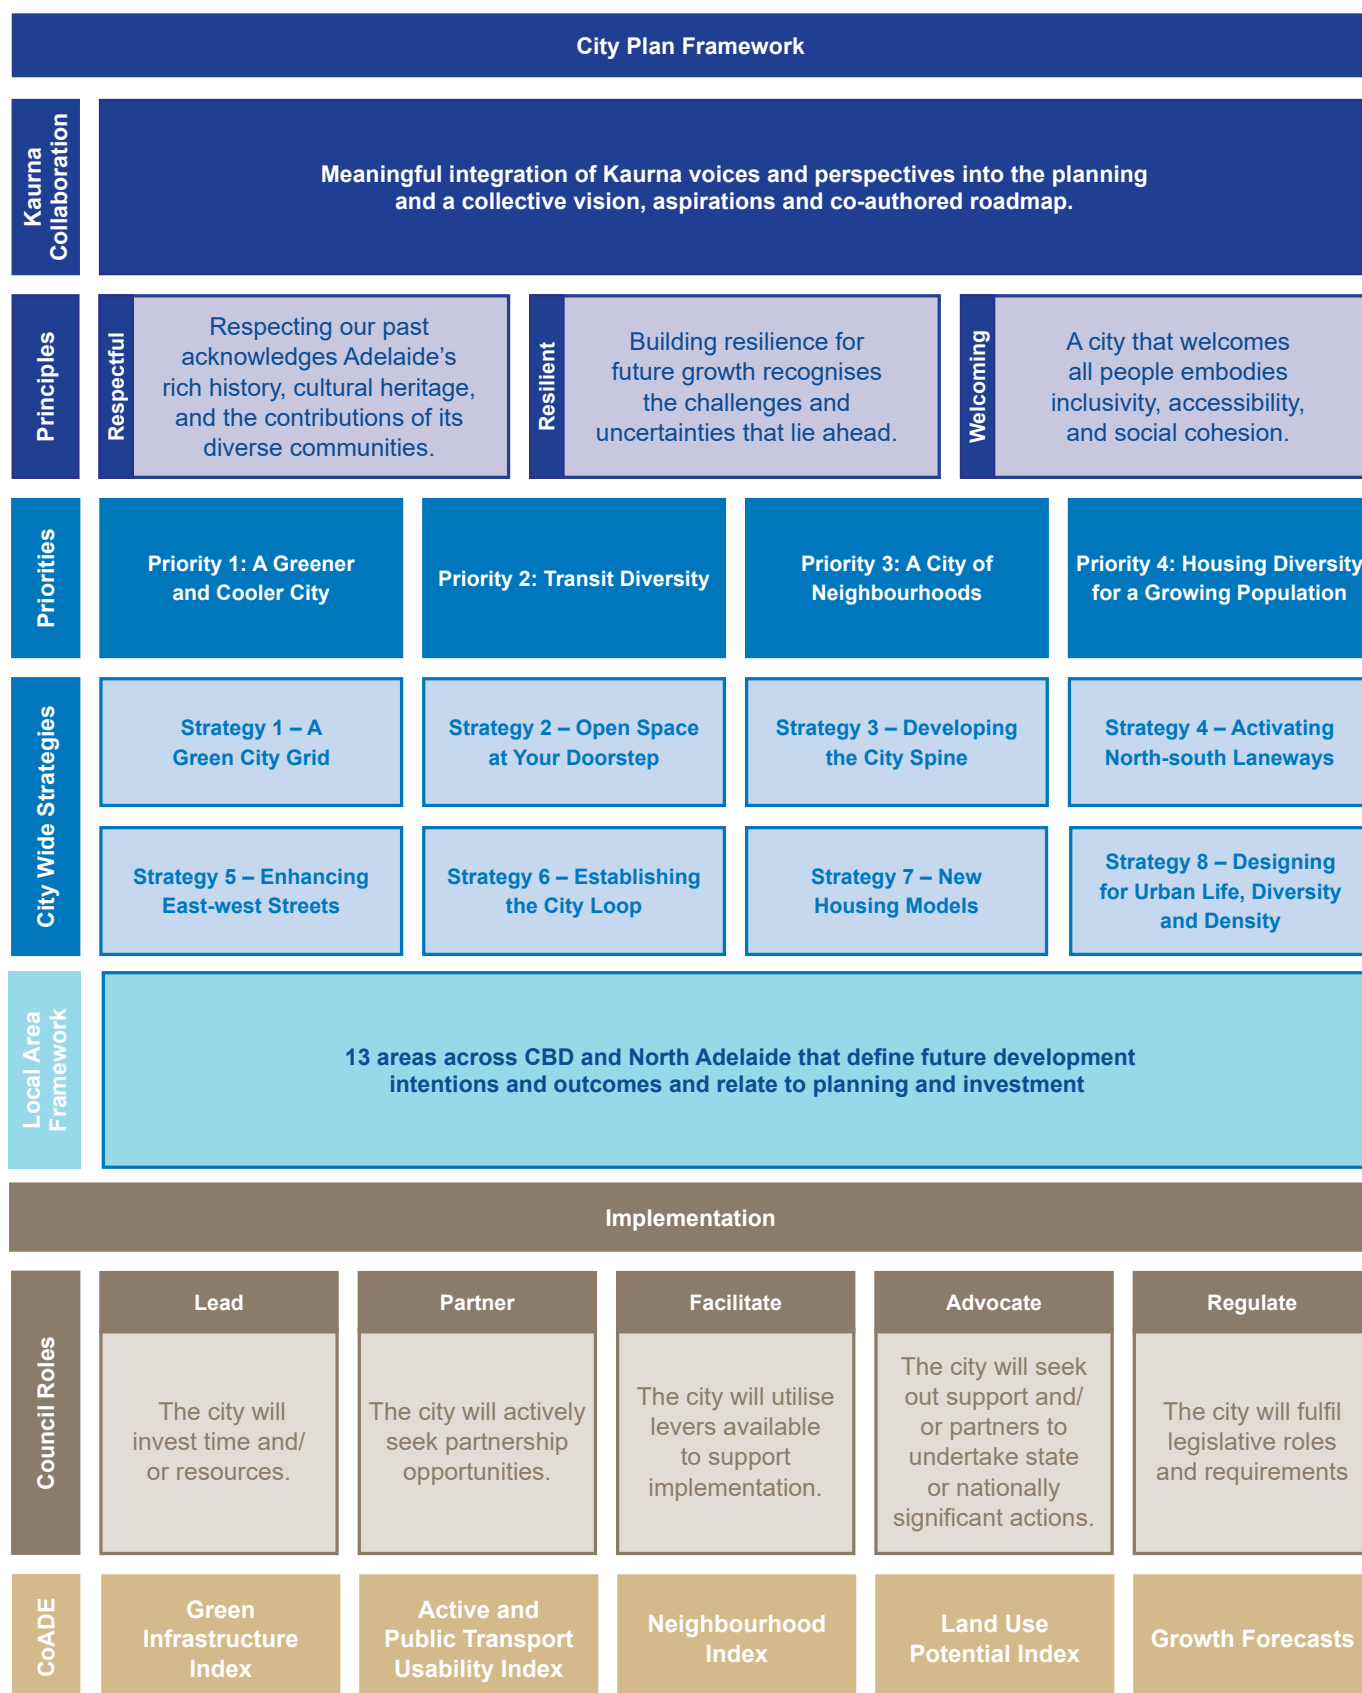 City Plan Framework
Kaurna
Collaboration
Meaningful integration of Kaurna voices and perspectives into the planning
and a collective vision, aspirations and co-authored roadmap.
Principles
Respectful
Respecting our past
acknowledges Adelaide's
rich history, cultural heritage,
and the contributions of its
diverse communities.
Resilient
Building resilience for
future growth recognises
the challenges and
uncertainties that lie ahead.
Welcoming
A city that welcomes
all people embodies
inclusivity, accessibility,
and social cohesion.
Priorities
Priority 1: A Greener
and Cooler City
Priority 2: Transit Diversity
Priority 3: A City of
Neighbourhoods
Priority 4: Housing Diversity
for a Growing Population
City Wide Strategies
Strategy 1 – A
Green City Grid
Strategy 2 – Open Space
at Your Doorstep
Strategy 3 – Developing
the City Spine
Strategy 4 – Activating
North-south Laneways
Strategy 5 – Enhancing
East-west Streets
Strategy 6 – Establishing
the City Loop
Strategy 7 – New
Housing Models
Strategy 8 – Designing
for Urban Life, Diversity
and Density
Local Area
Framework
13 areas across CBD and North Adelaide that define future development
intentions and outcomes and relate to planning and investment
Implementation
Council Roles
Lead
The city will
invest time and/
or resources.
Partner
The city will actively
seek partnership
opportunities.
Facilitate
The city will utilise
levers available
to support
implementation.
Advocate
The city will seek
out support and/
or partners to
undertake state
or nationally
significant actions.
Regulate
The city will fulfil
legislative roles
and requirements
CoADE
Green
Infrastructure
Index
Active and
Public Transport
Usability Index
Neighbourhood
Index
Land Use
Potential Index
Growth Forecasts